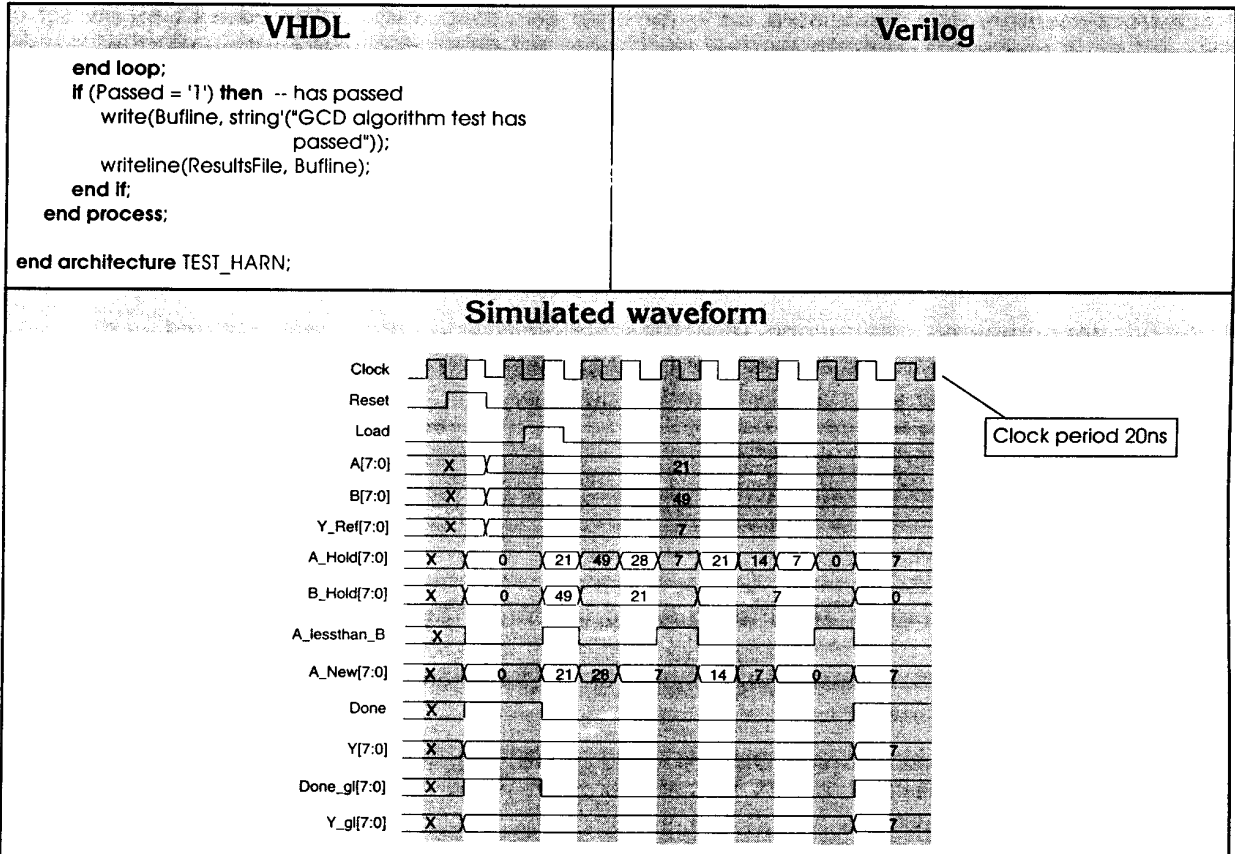 VHDL
Verilog
end loop;
if (Passed = '1') then -- has passed
write(Bufline, string'("GCD algorithm test has
passed"));
writeline(ResultsFile, Bufline);
end if;
end process;
end architecture TEST_HARN;
Simulated waveform
Clock
Clock period 20ns
Reset
Load
A[7:0] X 21
B[7:0] X 49
Y_Ref[7:0] X 7
A_Hold[7:0] X 0 21 49 28 7 21 14 7 0 7
B_Hold[7:0] X 0 49 21 7 0
A_lessthan_B X
A_New[7:0] X 0 21 28 7 14 7 0 7
Done X
Y[7:0] X 7
Done_gl[7:0] X
Y_gl[7:0] X 7